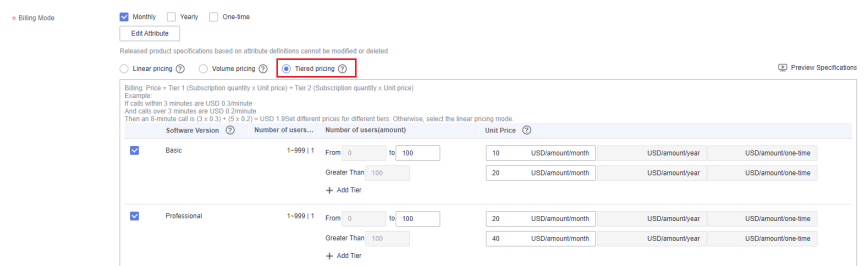 * Billing Mode Monthly Yearly One-time
Edit Attribute
Released product specifications based on attribute definitions cannot be modified or deleted.
Linear pricing ? Volume pricing ? Tiered pricing ? Preview Specifications
Billing: Price = Tier 1 (Subscription quantity x Unit price) + Tier 2 (Subscription quantity x Unit price)
Example:
If calls within 3 minutes are USD 0.3/minute
And calls over 3 minutes are USD 0.2/minute
Then an 8-minute call is (3 x 0.3) + (5 x 0.2) = USD 1.9Set different prices for different tiers. Otherwise, select the linear pricing mode.
Software Version ? Number of users... Number of users(amount) Unit Price ?
Basic 1~999 | 1 From 0 to 100 10 USD/amount/month USD/amount/year USD/amount/one-time
Greater Than 100 20 USD/amount/month USD/amount/year USD/amount/one-time
+ Add Tier
Professional 1~999 | 1 From 0 to 100 20 USD/amount/month USD/amount/year USD/amount/one-time
Greater Than 100 40 USD/amount/month USD/amount/year USD/amount/one-time
+ Add Tier